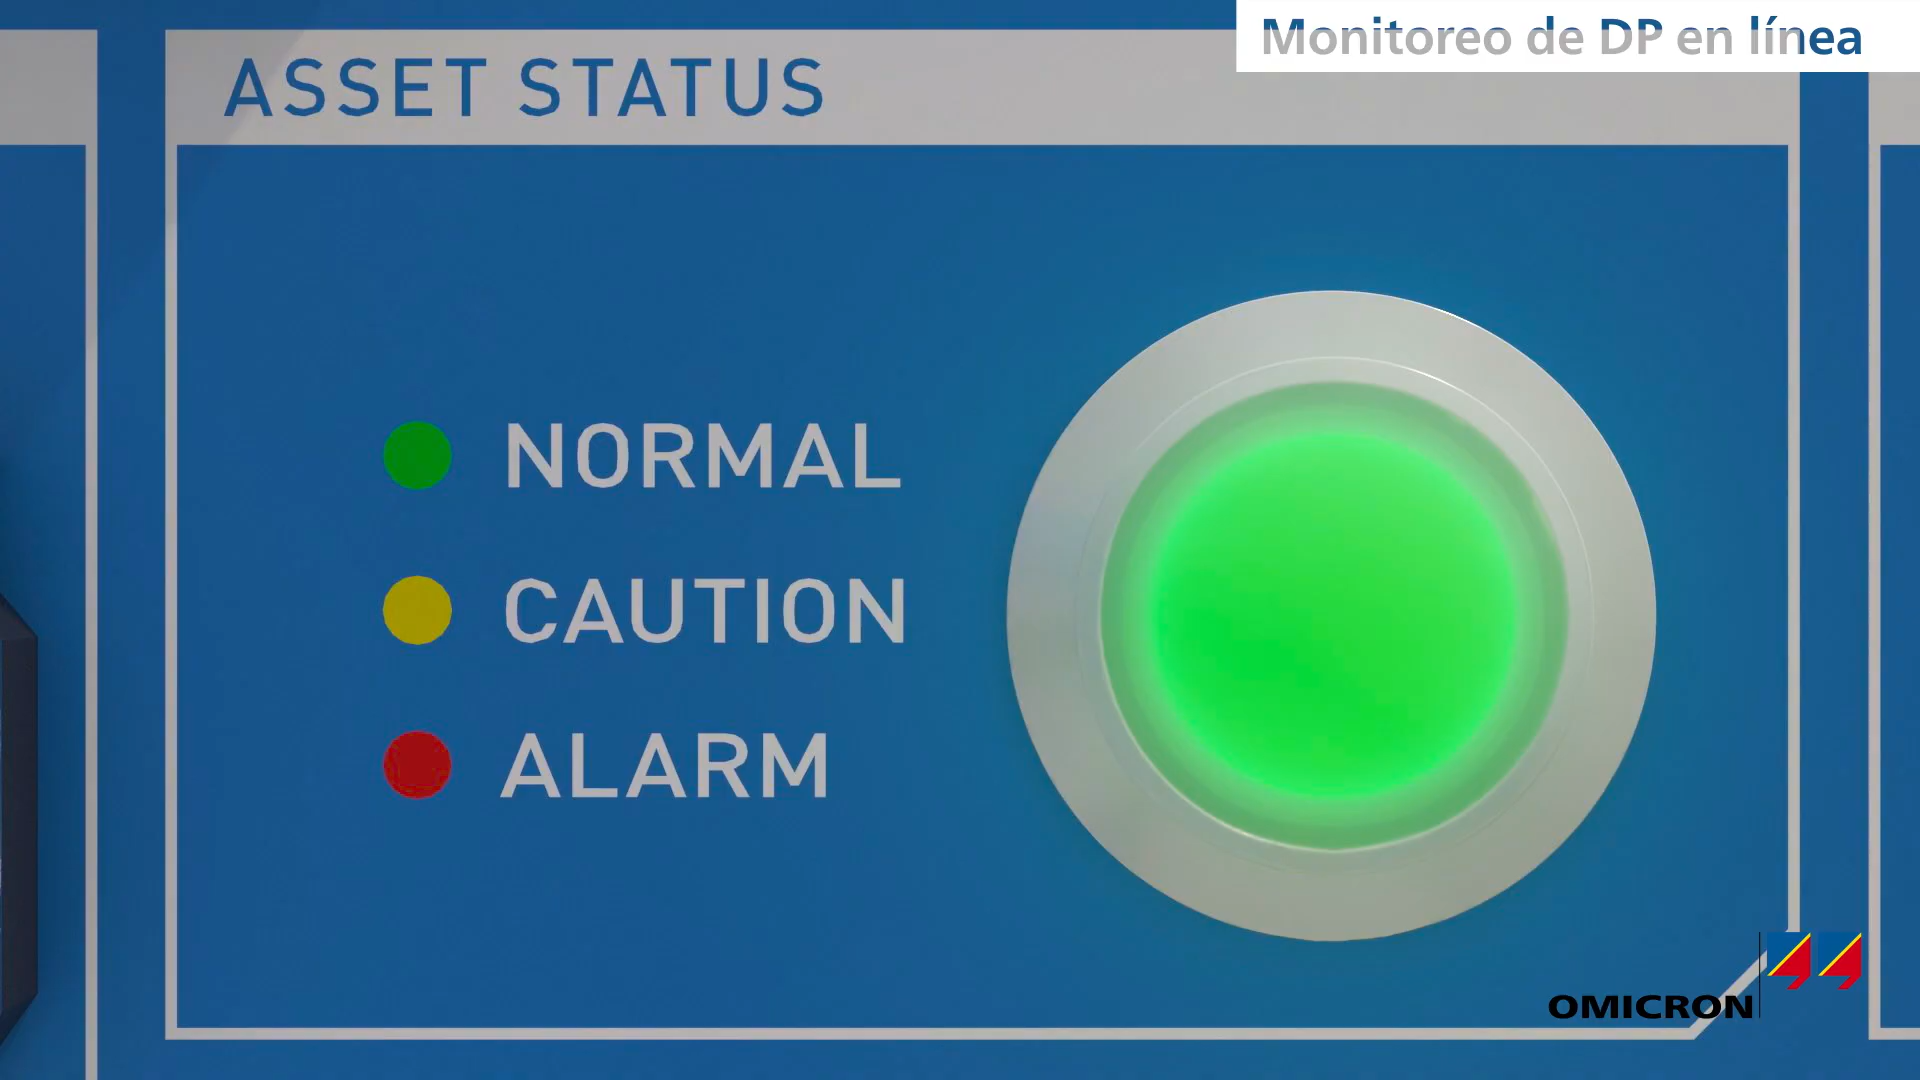 Monitoreo de DP en línea
ASSET STATUS
NORMAL
CAUTION
ALARM
OMICRON